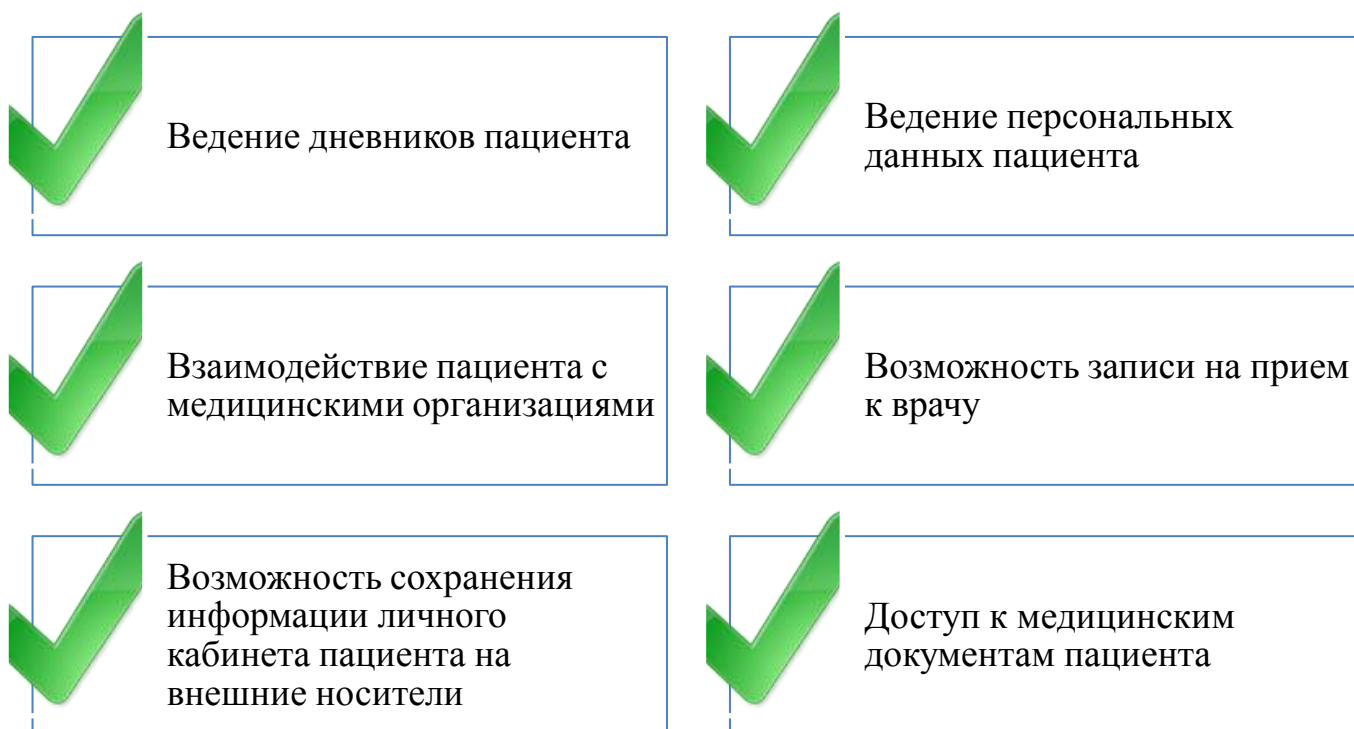 Ведение дневников пациента
Ведение персональных
данных пациента
Взаимодействие пациента с
медицинскими организациями
Возможность записи на прием
к врачу
Возможность сохранения
информации личного
кабинета пациента на
внешние носители
Доступ к медицинским
документам пациента